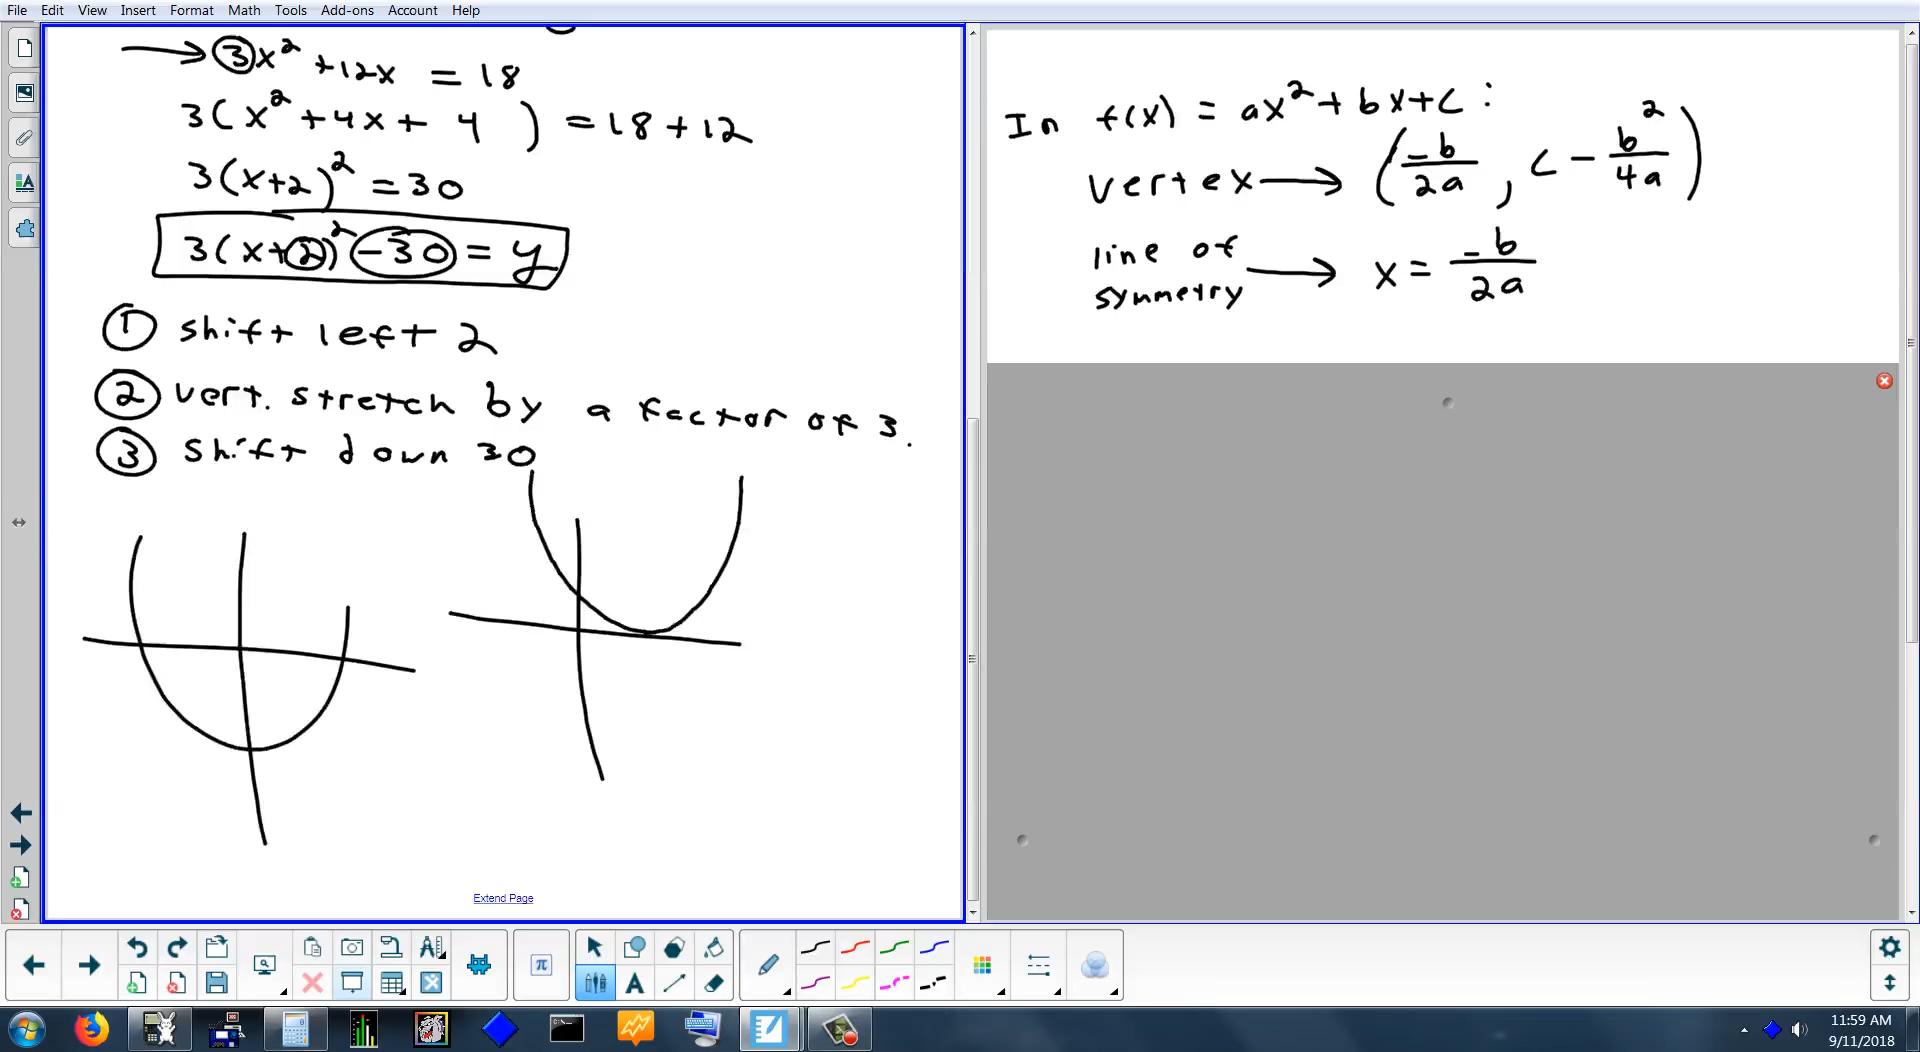 File Edit View Insert Format Math Tools Add-ons Account Help
→ 3x² + 12x = 18
3(x² + 4x + 4 ) = 18 + 12
3(x+2)² = 30
3(x+2)² - 30 = y
① shift left 2
② vert. stretch by a factor of 3.
③ shift down 30
Extend Page
In f(x) = ax² + bx + c :
vertex → (-b/2a, c - b²/4a)
line of symmetry → x = -b/2a
π
A
11:59 AM
9/11/2018